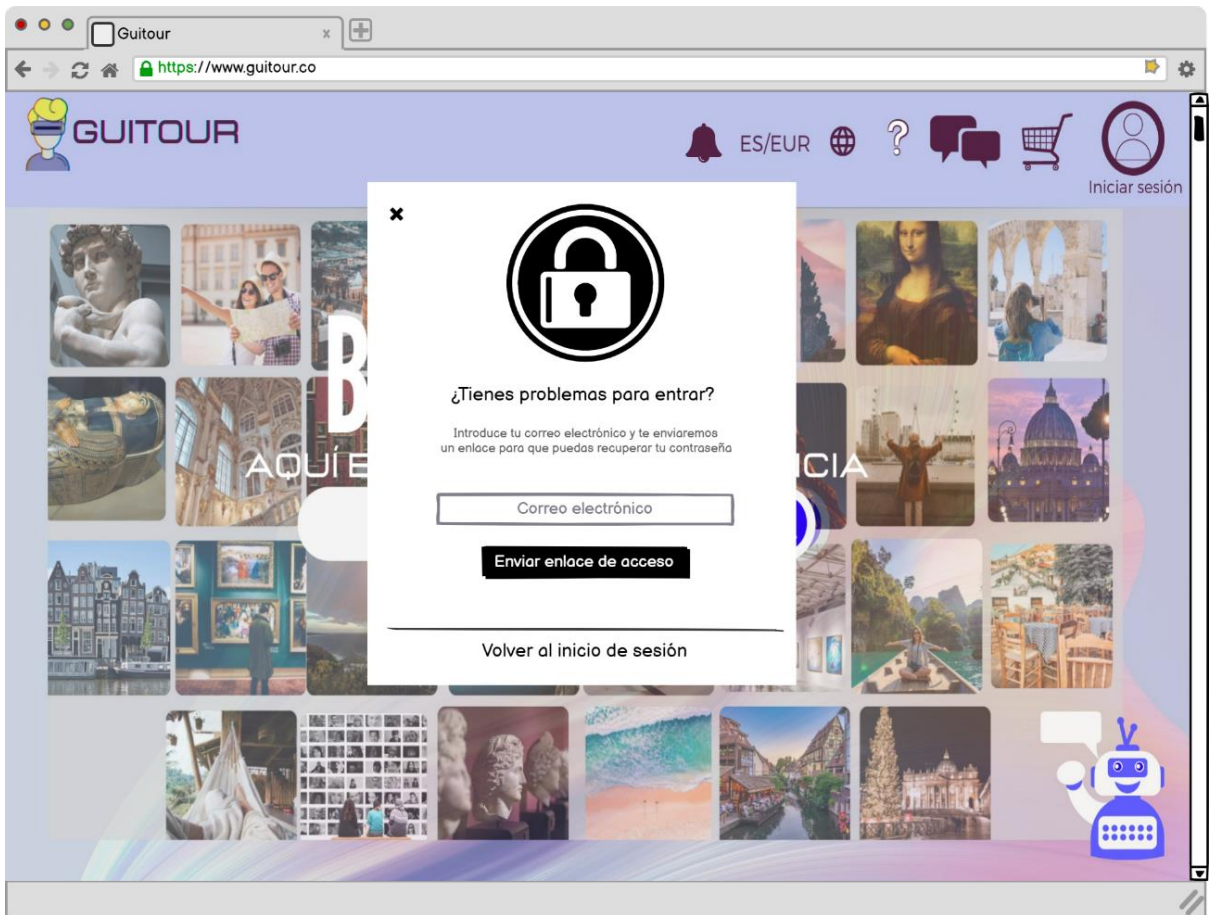 Guitour
https://www.guitour.co
GUITOUR
ES/EUR
?
Iniciar sesión
¿Tienes problemas para entrar?
Introduce tu correo electrónico y te enviaremos
un enlace para que puedas recuperar tu contraseña
AQUÍ
Correo electrónico
Enviar enlace de acceso
Volver al inicio de sesión